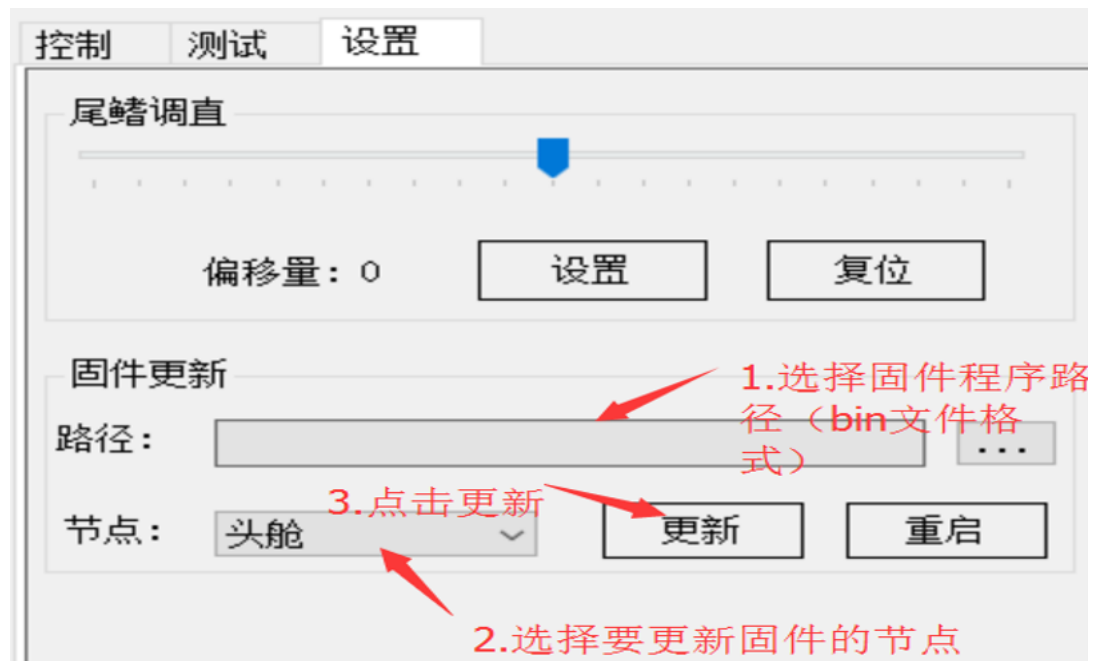 控制 测试 设置
尾鳍调直
偏移量：0 设置 复位
固件更新
1.选择固件程序路
径（bin文件格
式）
路径： ...
3.点击更新
节点： 头舱 更新 重启
2.选择要更新固件的节点